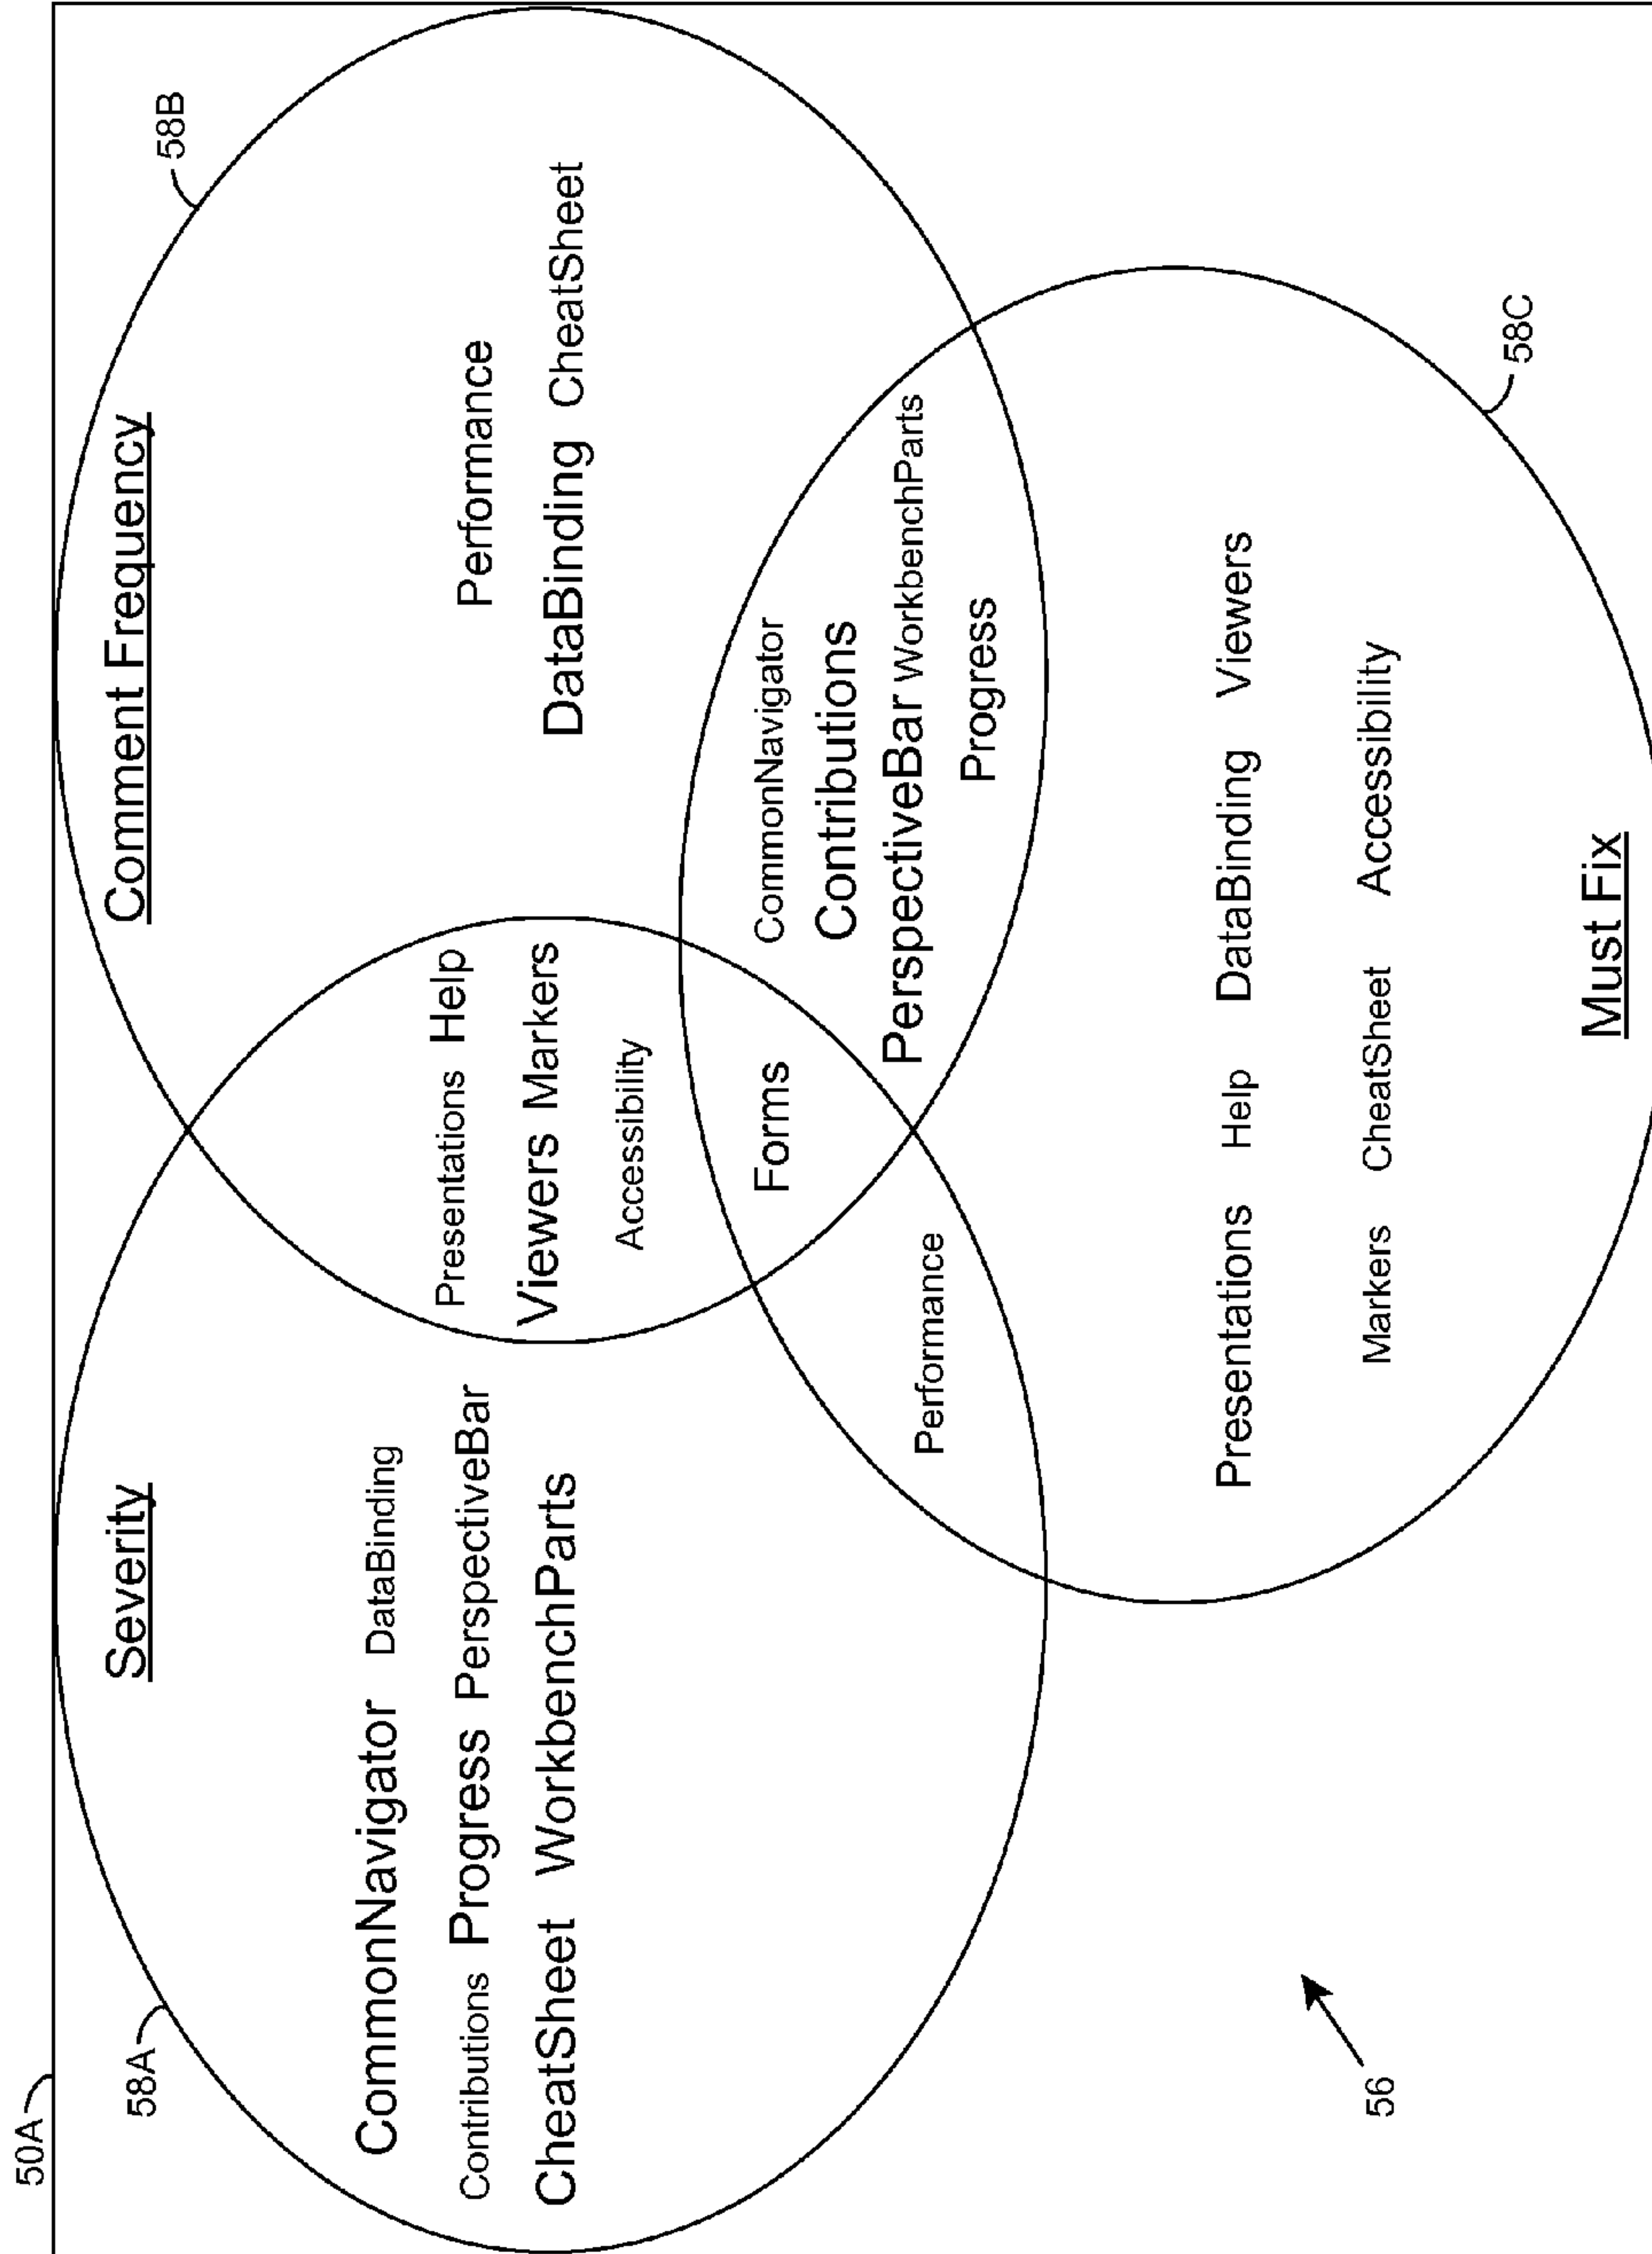 50A
58A
58B
Severity
Comment Frequency
CommonNavigator DataBinding
Contributions Progress PerspectiveBar
CheatSheet WorkbenchParts
Presentations Help
Viewers Markers
Accessibility
Performance
DataBinding CheatSheet
Forms
CommonNavigator
Contributions
PerspectiveBar WorkbenchParts
Progress
Performance
Presentations Help DataBinding Viewers
Markers CheatSheet Accessibility
Must Fix
58C
56